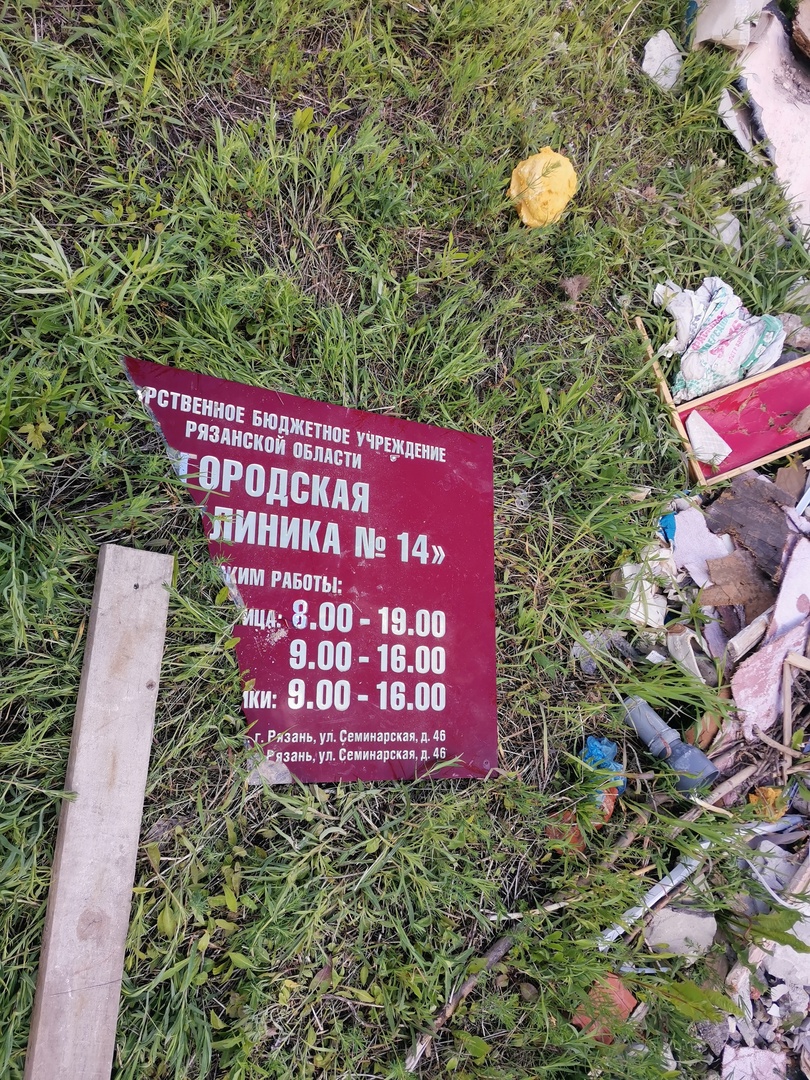 РСТВЕННОЕ БЮДЖЕТНОЕ УЧРЕЖДЕНИЕ
РЯЗАНСКОЙ ОБЛАСТИ
ГОРОДСКАЯ
ЛИНИКА № 14»
ЖИМ РАБОТЫ:
ИЦА: 8.00 - 19.00
9.00 - 16.00
ИКИ: 9.00 - 16.00
г. Рязань, ул. Семинарская, д. 46
Рязань, ул. Семинарская, д. 46